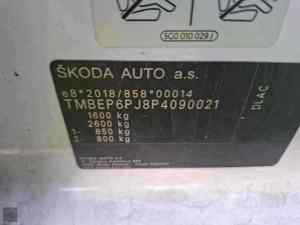 5G0 010 029 J
ŠKODA AUTO a.s.
e8*2018/858*00014
TMBEP6PJ8P4090021
1600 kg
2600 kg
1- 850 kg
2- 800 kg
DLAC